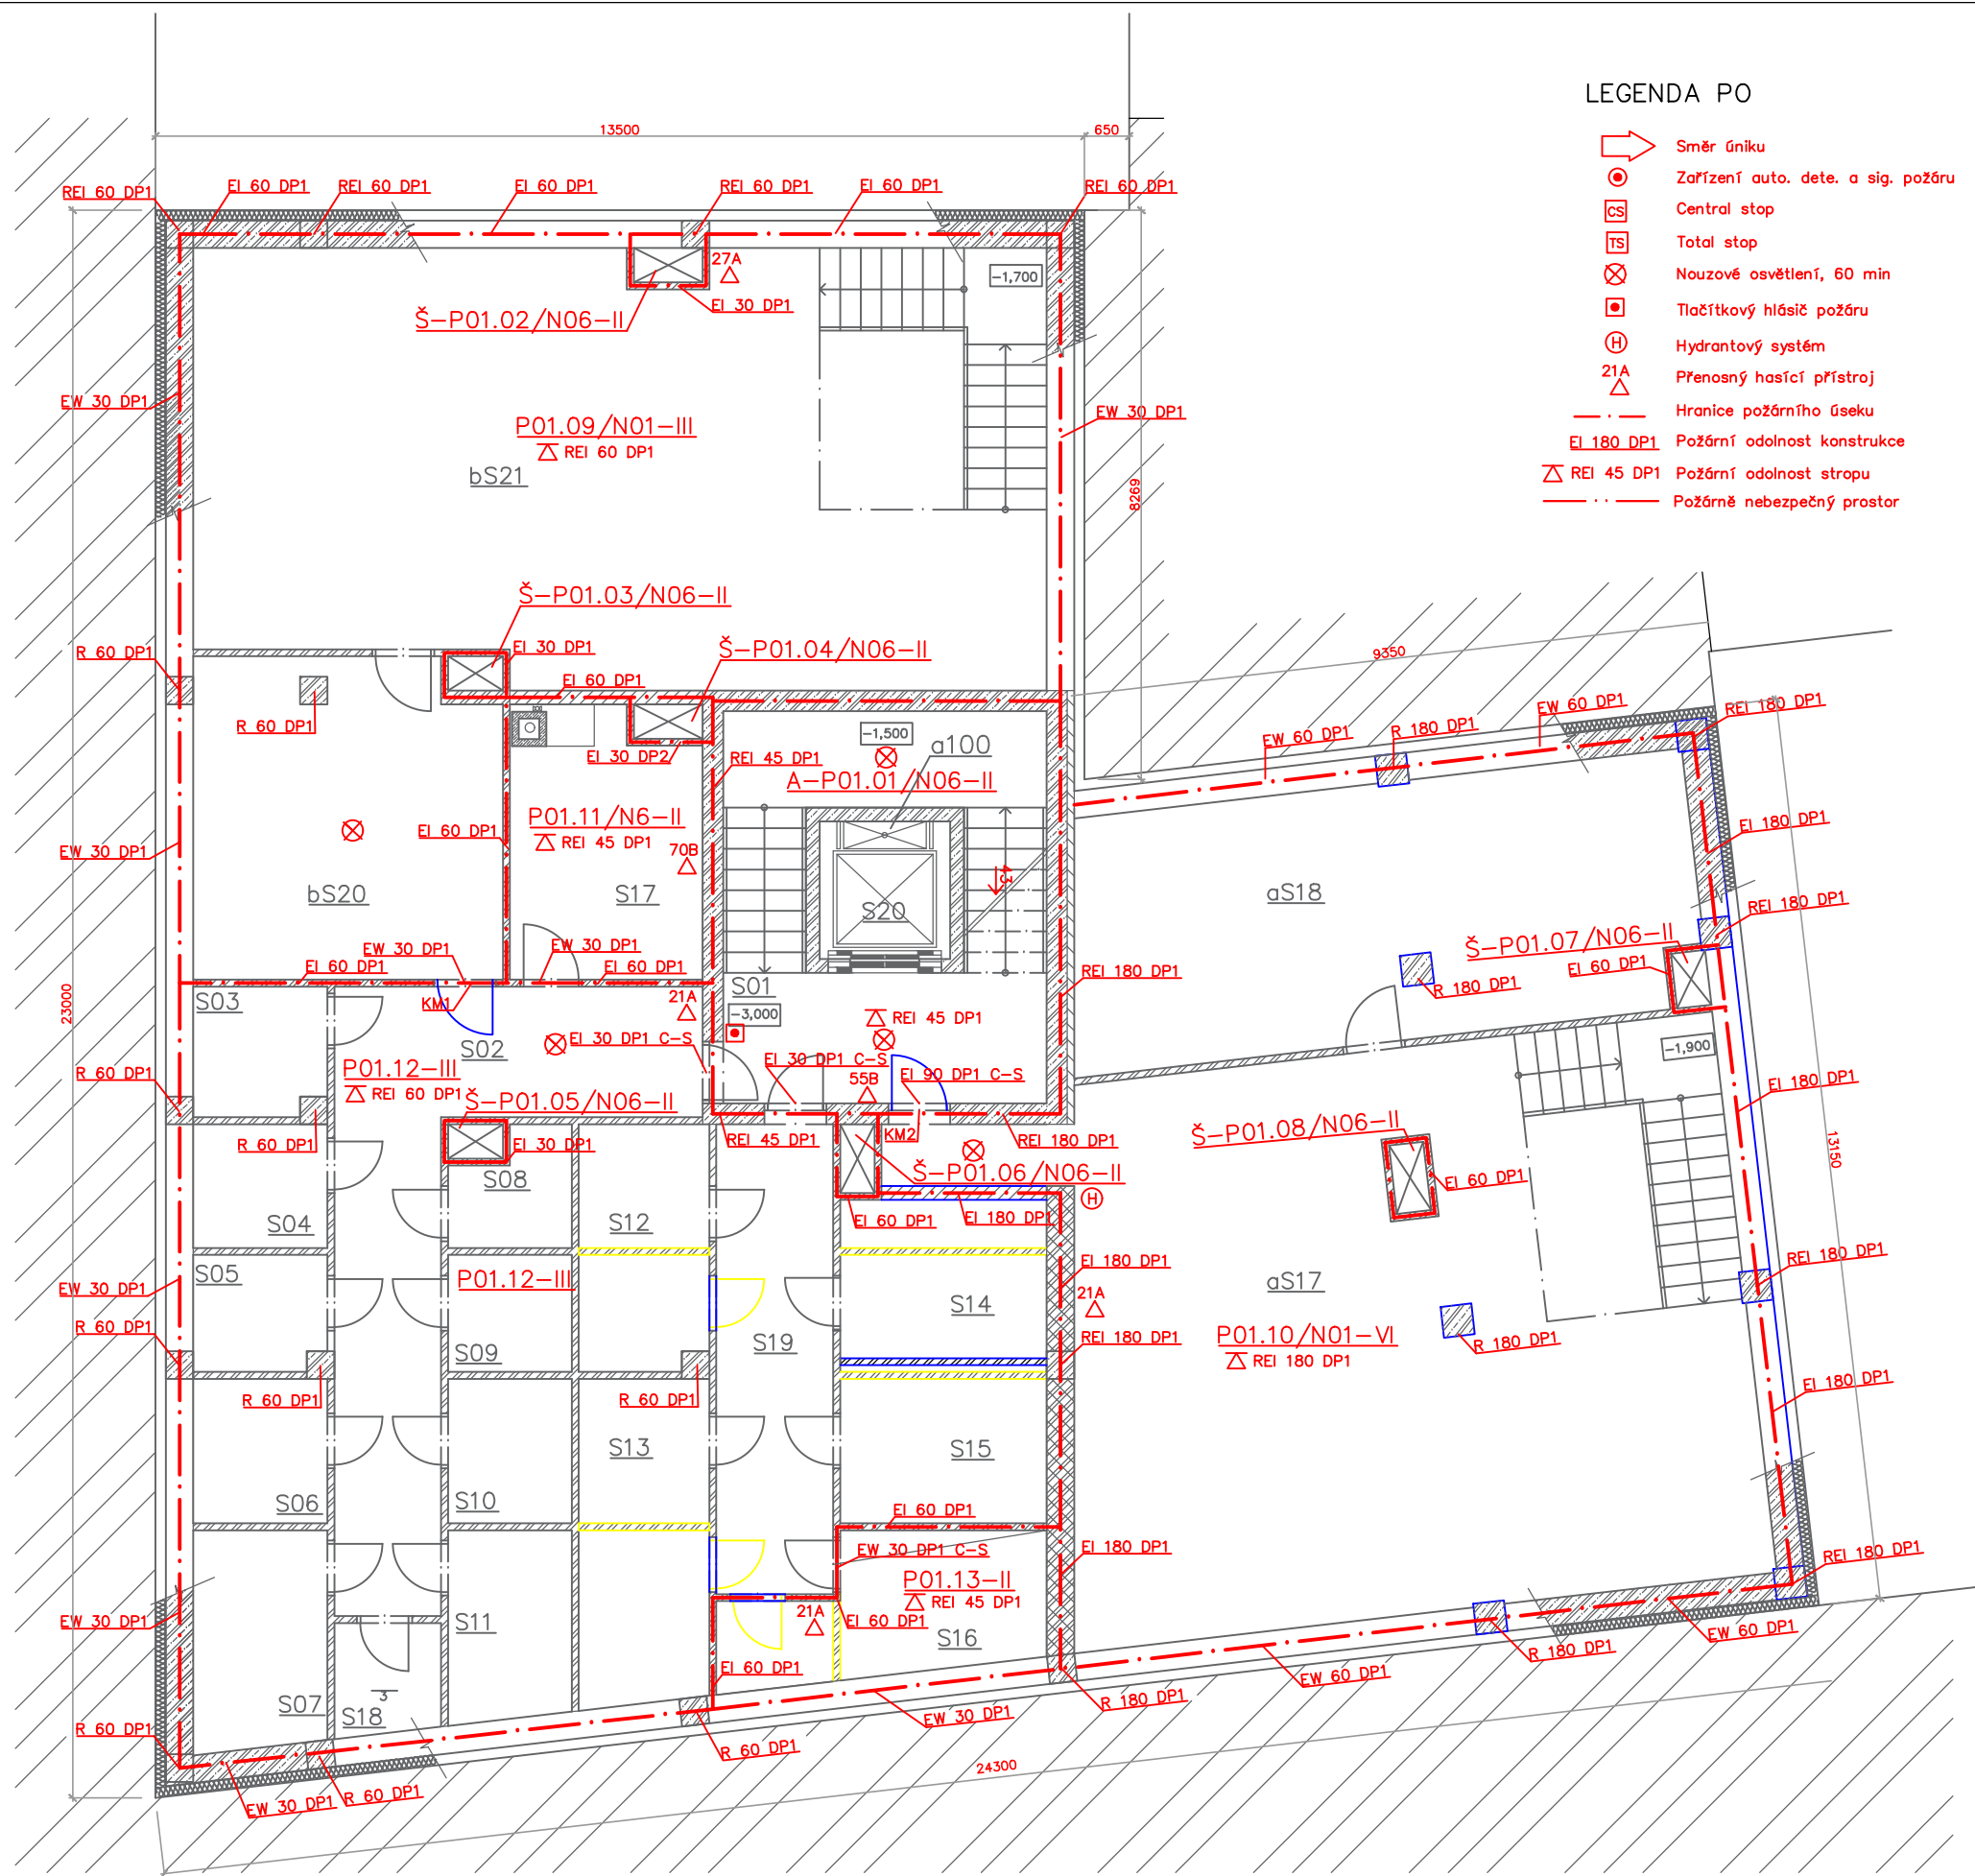 LEGENDA PO
Směr úniku
Zařízení auto. dete. a sig. požáru
CS Central stop
TS Total stop
Nouzové osvětlení, 60 min
Tlačítkový hlásič požáru
H Hydrantový systém
21A Přenosný hasící přístroj
Hranice požárního úseku
EI 180 DP1 Požární odolnost konstrukce
REI 45 DP1 Požární odolnost stropu
Požárně nebezpečný prostor
13500
650
REI 60 DP1
EI 60 DP1
REI 60 DP1
EI 60 DP1
REI 60 DP1
EI 60 DP1
REI 60 DP1
27A
-1,700
EI 30 DP1
Š-P01.02/N06-II
EW 30 DP1
EW 30 DP1
P01.09/N01-III
REI 60 DP1
bS21
8269
Š-P01.03/N06-II
EI 30 DP1
Š-P01.04/N06-II
R 60 DP1
EI 60 DP1
9350
R 60 DP1
-1,500
a100
EI 30 DP2
REI 45 DP1
A-P01.01/N06-II
EW 60 DP1
R 180 DP1
EW 60 DP1
REI 180 DP1
P01.11/N6-II
REI 45 DP1
EI 60 DP1
70B
EW 30 DP1
EI 180 DP1
43
bS20
S17
S20
aS18
REI 180 DP1
Š-P01.07/N06-II
EI 60 DP1
EW 30 DP1
EW 30 DP1
EI 60 DP1
EI 60 DP1
REI 180 DP1
R 180 DP1
S01
S03
KM1
21A
-3,000
REI 45 DP1
23000
S02
EI 30 DP1 C-S
-1,900
P01.12-III
REI 60 DP1
EI 30 DP1 C-S
EI 90 DP1 C-S
55B
R 60 DP1
EI 180 DP1
Š-P01.05/N06-II
R 60 DP1
EI 30 DP1
REI 45 DP1
KM2
REI 180 DP1
Š-P01.08/N06-II
13150
Š-P01.06/N06-II
S08
EI 60 DP1
H
S04
S12
EI 60 DP1
EI 180 DP1
S05
P01.12-III
EI 180 DP1
REI 180 DP1
EW 30 DP1
aS17
21A
S14
R 60 DP1
S09
S19
REI 180 DP1
P01.10/N01-VI
REI 180 DP1
R 180 DP1
R 60 DP1
R 60 DP1
EI 180 DP1
S13
S15
S06
S10
EI 60 DP1
EW 30 DP1 C-S
EI 180 DP1
REI 180 DP1
P01.13-II
REI 45 DP1
EW 30 DP1
S11
21A
EI 60 DP1
S16
EW 60 DP1
R 180 DP1
EI 60 DP1
EW 60 DP1
3
S07
S18
R 180 DP1
R 60 DP1
EW 30 DP1
R 60 DP1
24300
EW 30 DP1
R 60 DP1